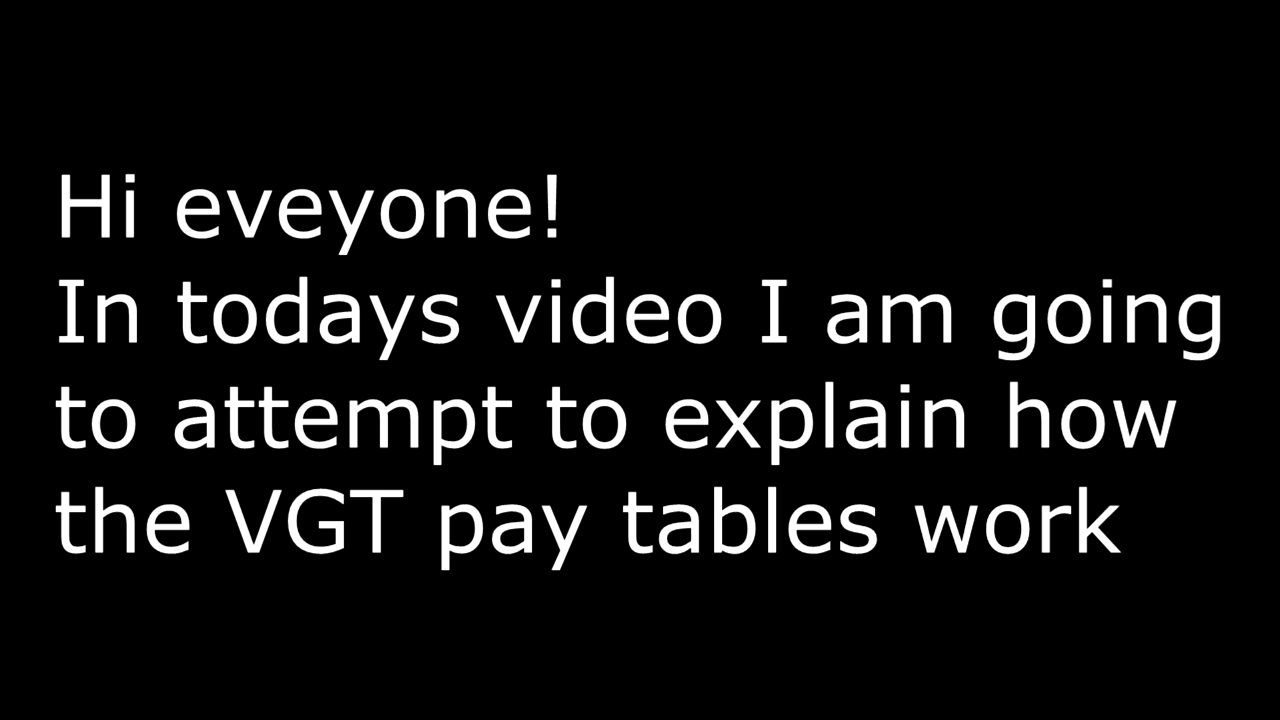 Hi eveyone!
In todays video I am going
to attempt to explain how
the VGT pay tables work